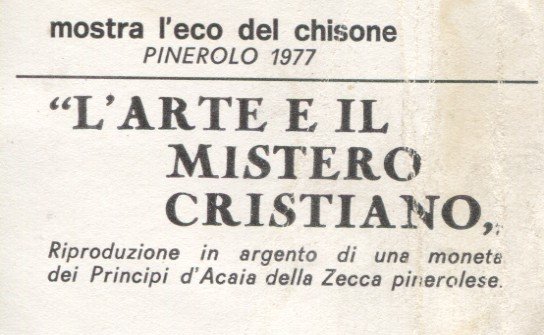 mostra l'eco del chisone
PINEROLO 1977
“L'ARTE E IL
MISTERO
CRISTIANO„
Riproduzione in argento di una moneta
dei Principi d'Acaia della Zecca pinerolese.